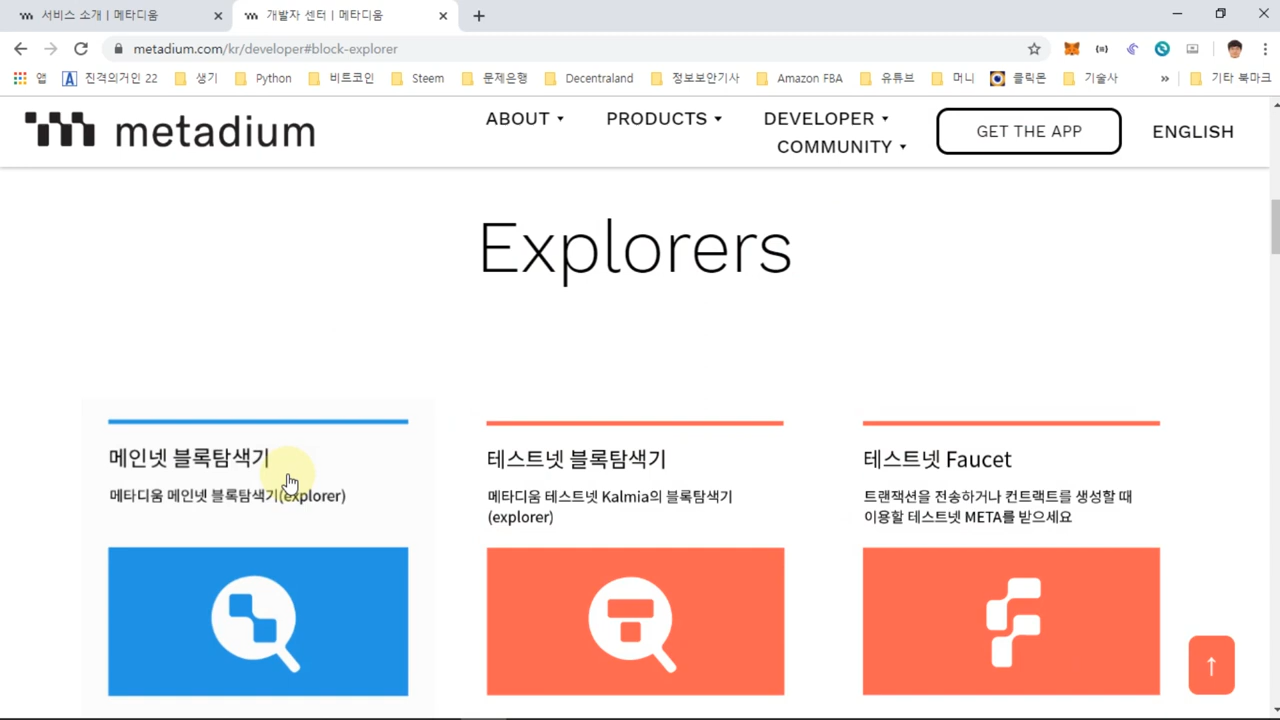 서비스 소개 | 메타디움
개발자 센터 | 메타디움
metadium.com/kr/developer#block-explorer
앱 진격의거인 22 생기 Python 비트코인 Steem 문제은행 Decentraland 정보보안기사 Amazon FBA 유튜브 머니 클릭몬 기술사 » 기타 북마크
metadium
ABOUT PRODUCTS DEVELOPER
COMMUNITY
GET THE APP
ENGLISH
Explorers
메인넷 블록탐색기
메타디움 메인넷 블록탐색기(explorer)
테스트넷 블록탐색기
메타디움 테스트넷 Kalmia의 블록탐색기
(explorer)
테스트넷 Faucet
트랜잭션을 전송하거나 컨트랙트를 생성할 때
이용할 테스트넷 META를 받으세요